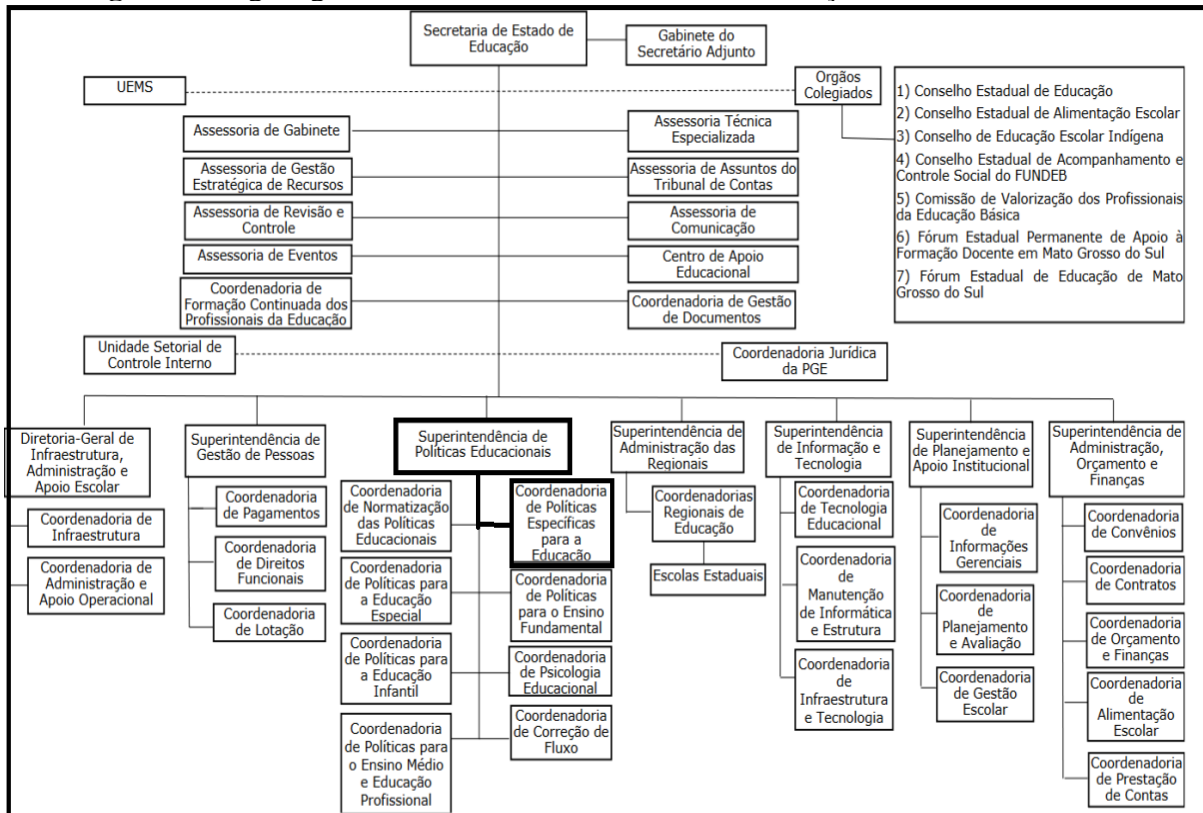 Secretaria de Estado de
Educação
Gabinete do
Secretário Adjunto
UEMS
Orgãos
Colegiados
1) Conselho Estadual de Educação
2) Conselho Estadual de Alimentação Escolar
3) Conselho de Educação Escolar Indígena
4) Conselho Estadual de Acompanhamento e
Controle Social do FUNDEB
5) Comissão de Valorização dos Profissionais
da Educação Básica
6) Fórum Estadual Permanente de Apoio à
Formação Docente em Mato Grosso do Sul
7) Fórum Estadual de Educação de Mato
Grosso do Sul
Assessoria de Gabinete
Assessoria Técnica
Especializada
Assessoria de Gestão
Estratégica de Recursos
Assessoria de Assuntos do
Tribunal de Contas
Assessoria de Revisão e
Controle
Assessoria de
Comunicação
Assessoria de Eventos
Centro de Apoio
Educacional
Coordenadoria de
Formação Continuada dos
Profissionais da Educação
Coordenadoria de Gestão
de Documentos
Unidade Setorial de
Controle Interno
Coordenadoria Jurídica
da PGE
Diretoria-Geral de
Infraestrutura,
Administração e
Apoio Escolar
Coordenadoria de
Infraestrutura
Coordenadoria de
Administração e
Apoio Operacional
Superintendência de
Gestão de Pessoas
Coordenadoria
de Pagamentos
Coordenadoria
de Direitos
Funcionais
Coordenadoria
de Lotação
Superintendência de
Políticas Educacionais
Coordenadoria
de Normatização
das Políticas
Educacionais
Coordenadoria
de Políticas
Específicas
para a
Educação
Coordenadoria
de Políticas para
a Educação
Especial
Coordenadoria
de Políticas
para o Ensino
Fundamental
Coordenadoria
de Políticas para
a Educação
Infantil
Coordenadoria
de Psicologia
Educacional
Coordenadoria
de Políticas para
o Ensino Médio
e Educação
Profissional
Coordenadoria
de Correção de
Fluxo
Superintendência de
Administração das
Regionais
Coordenadorias
Regionais de
Educação
Escolas Estaduais
Superintendência
de Informação e
Tecnologia
Coordenadoria
de Tecnologia
Educacional
Coordenadoria
de
Manutenção
de Informática
e Estrutura
Coordenadoria
de
Infraestrutura
e Tecnologia
Superintendência
de Planejamento e
Apoio Institucional
Coordenadoria
de
Informações
Gerenciais
Coordenadoria
de
Planejamento
e Avaliação
Coordenadoria
de Gestão
Escolar
Superintendência
de Administração,
Orçamento e
Finanças
Coordenadoria
de Convênios
Coordenadoria
de Contratos
Coordenadoria
de Orçamento
e Finanças
Coordenadoria
de
Alimentação
Escolar
Coordenadoria
de Prestação
de Contas